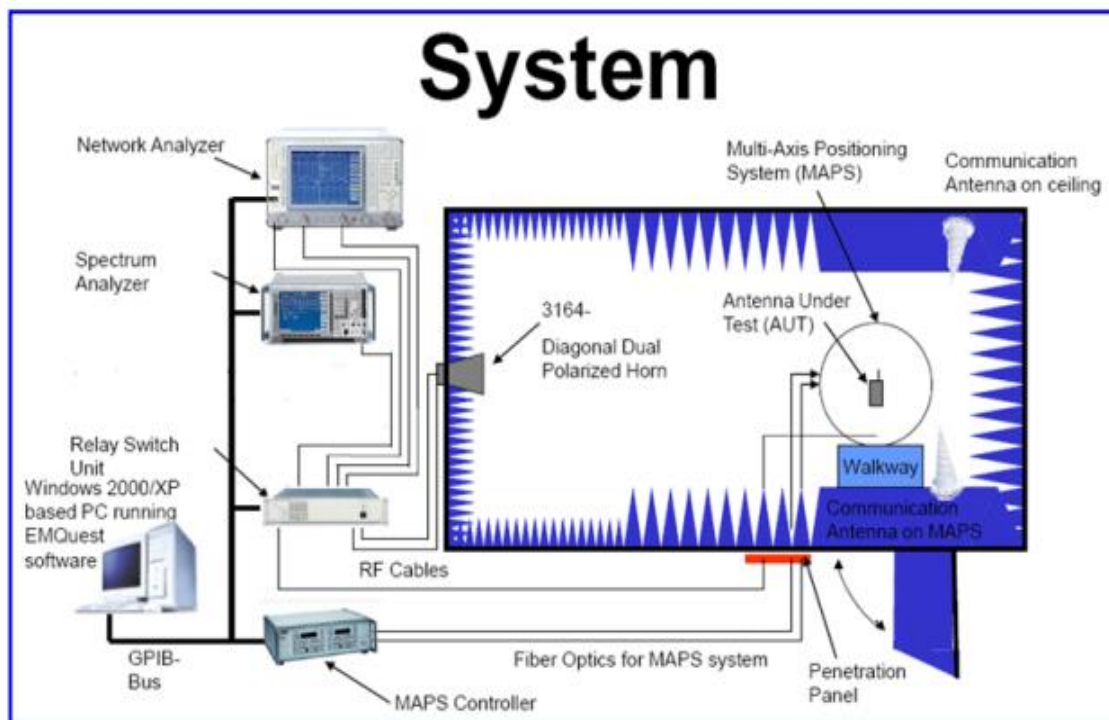 System
Network Analyzer
Multi-Axis Positioning
System (MAPS)
Communication
Antenna on ceiling
Spectrum
Analyzer
3164-
Diagonal Dual
Polarized Horn
Antenna Under
Test (AUT)
Relay Switch
Unit
Windows 2000/XP
based PC running
EMQuest
software
Walkway
Communication
Antenna on MAPS
RF Cables
GPIB-
Bus
MAPS Controller
Fiber Optics for MAPS system
Penetration
Panel